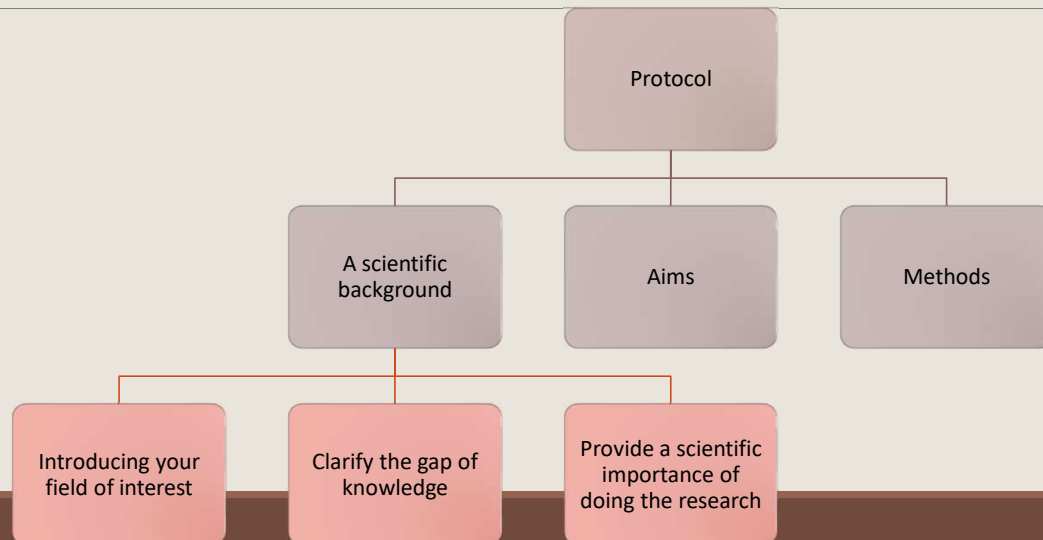 Protocol
A scientific
background
Aims
Methods
Introducing your
field of interest
Clarify the gap of
knowledge
Provide a scientific
importance of
doing the research